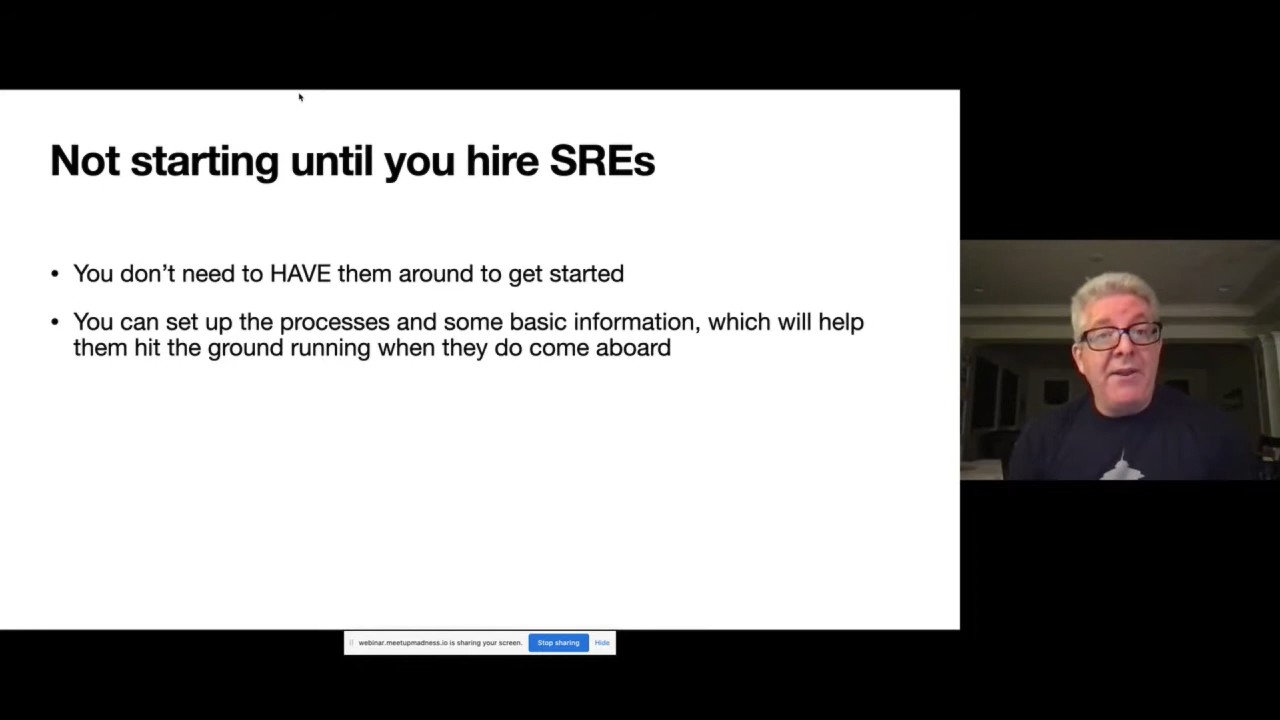 Not starting until you hire SREs
• You don’t need to HAVE them around to get started
• You can set up the processes and some basic information, which will help
them hit the ground running when they do come aboard
webinar.meetupmadness.io is sharing your screen. Stop sharing Hide